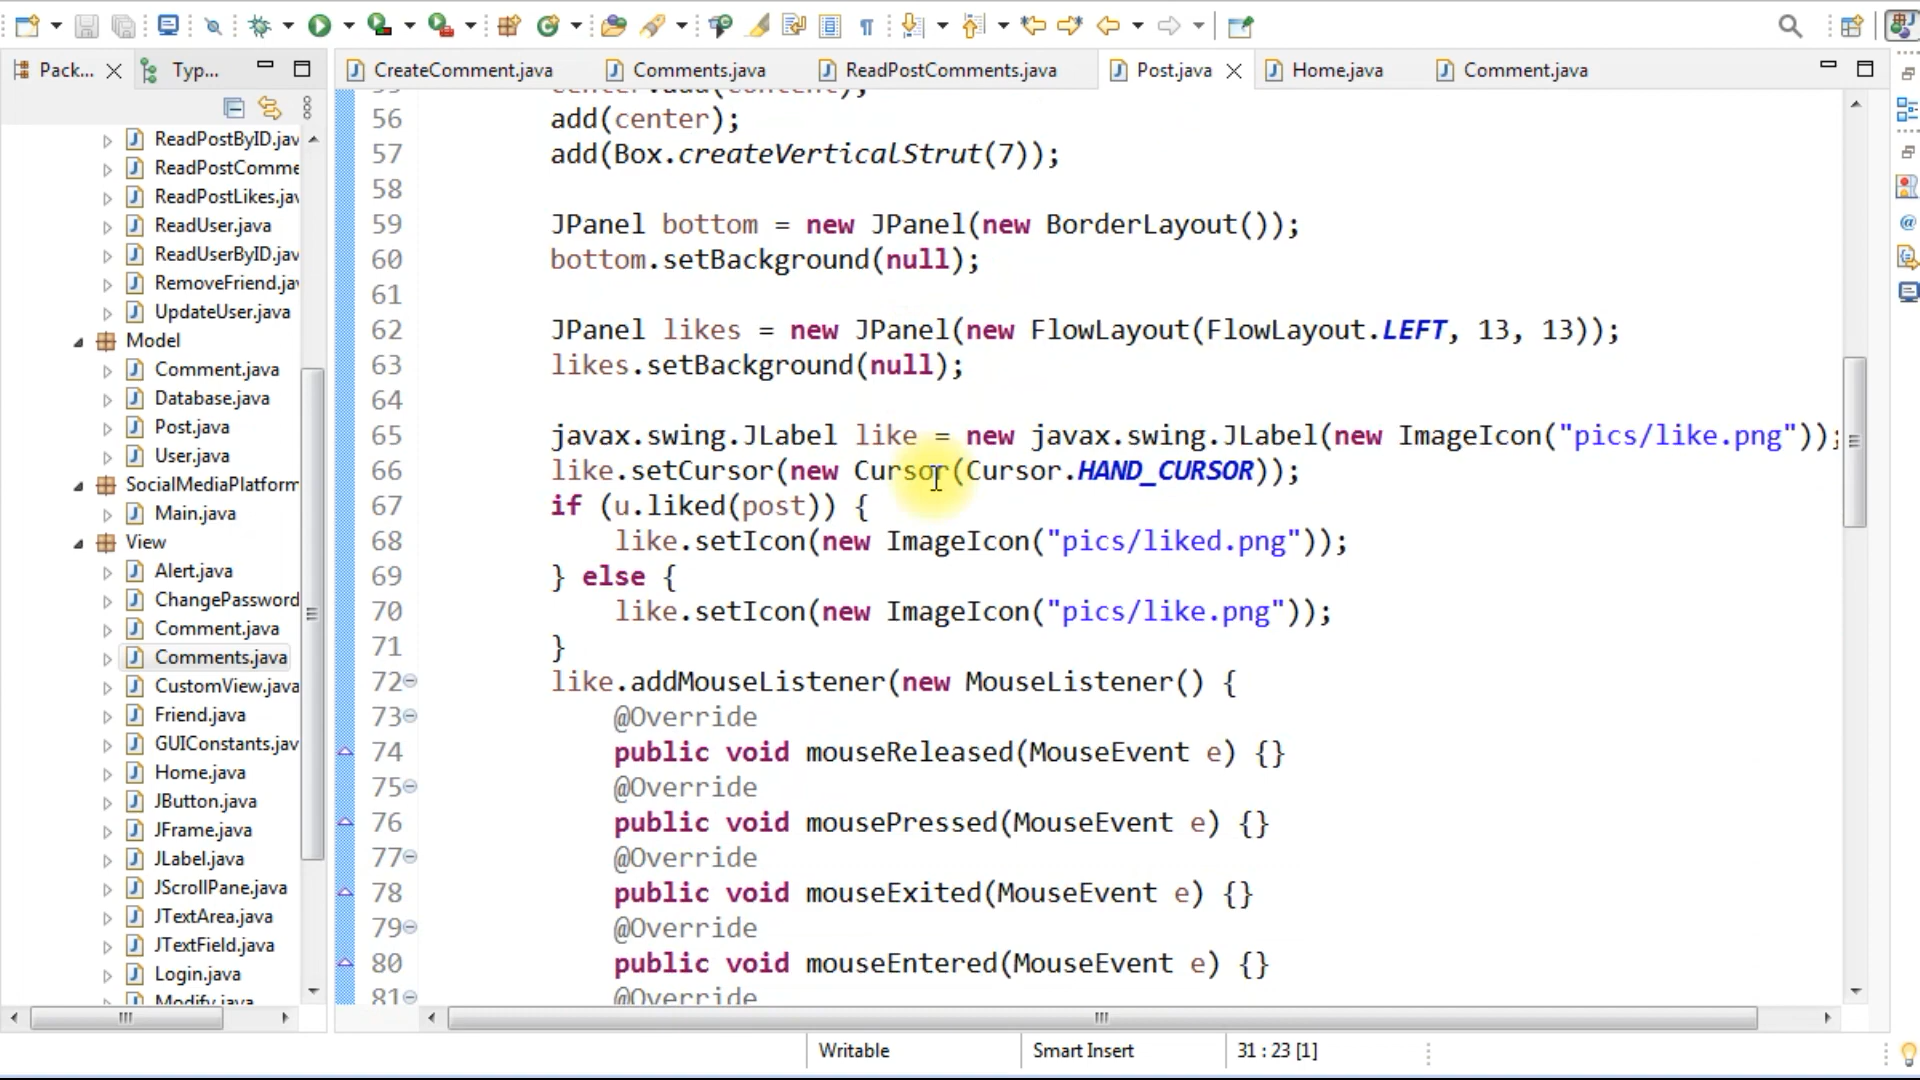 Pack...
Typ...
CreateComment.java
Comments.java
ReadPostComments.java
Post.java
Home.java
Comment.java
ReadPostByID.jav
ReadPostComme
ReadPostLikes.jav
ReadUser.java
ReadUserByID.jav
RemoveFriend.jav
UpdateUser.java
Model
Comment.java
Database.java
Post.java
User.java
SocialMediaPlatform
Main.java
View
Alert.java
ChangePassword
Comment.java
Comments.java
CustomView.java
Friend.java
GUIConstants.jav
Home.java
JButton.java
JFrame.java
JLabel.java
JScrollPane.java
JTextArea.java
JTextField.java
Login.java
Modify.java
55 center.add(content);
56 add(center);
57 add(Box.createVerticalStrut(7));
58
59 JPanel bottom = new JPanel(new BorderLayout());
60 bottom.setBackground(null);
61
62 JPanel likes = new JPanel(new FlowLayout(FlowLayout.LEFT, 13, 13));
63 likes.setBackground(null);
64
65 javax.swing.JLabel like = new javax.swing.JLabel(new ImageIcon("pics/like.png"));
66 like.setCursor(new Cursor(Cursor.HAND_CURSOR));
67 if (u.liked(post)) {
68 like.setIcon(new ImageIcon("pics/liked.png"));
69 } else {
70 like.setIcon(new ImageIcon("pics/like.png"));
71 }
72 like.addMouseListener(new MouseListener() {
73 @Override
74 public void mouseReleased(MouseEvent e) {}
75 @Override
76 public void mousePressed(MouseEvent e) {}
77 @Override
78 public void mouseExited(MouseEvent e) {}
79 @Override
80 public void mouseEntered(MouseEvent e) {}
81 @Override
Writable
Smart Insert
31 : 23 [1]